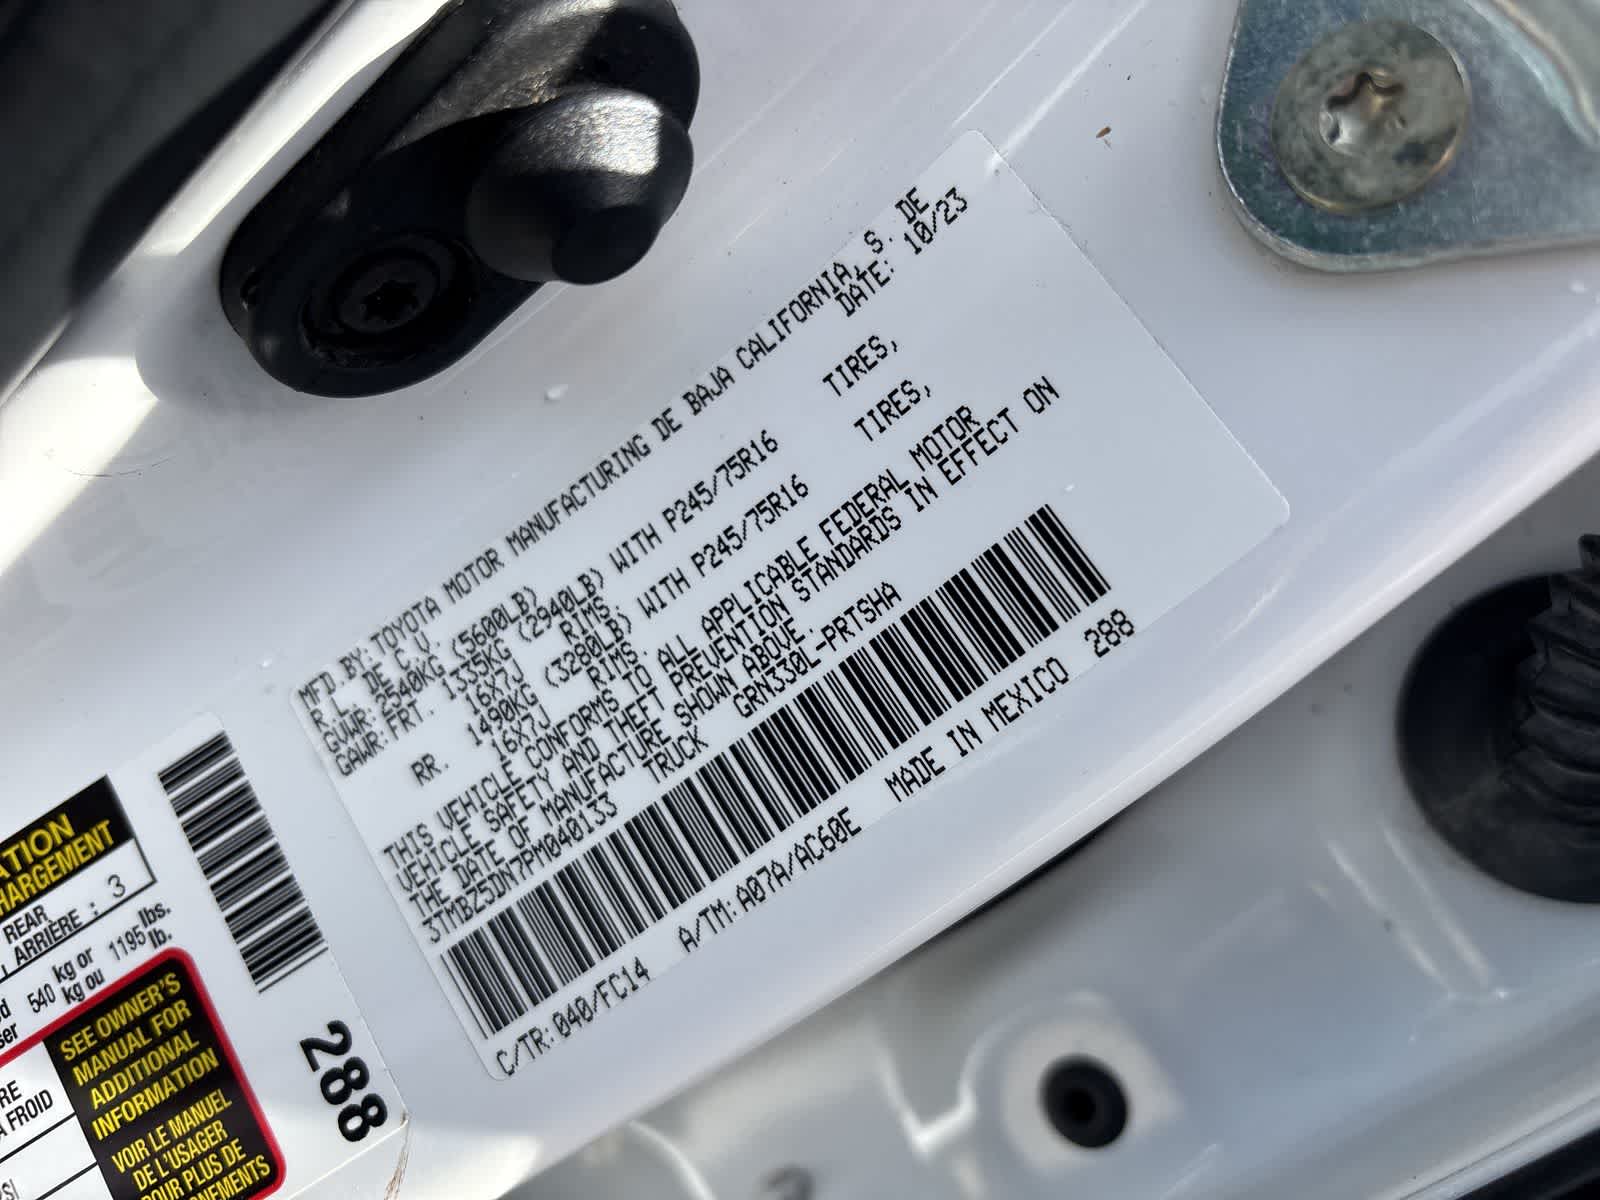 MFD.BY:TOYOTA MOTOR MANUFACTURING DE BAJA CALIFORNIA, S. DE
R.L. DE C.V. DATE: 10/23
GVWR:2540KG (5600LB)
GAWR:FRT. 1335KG (2940LB) WITH P245/75R16 TIRES,
16X7J RIMS.
RR. 1490KG (3280LB) WITH P245/75R16 TIRES,
16X7J RIMS.
THIS VEHICLE CONFORMS TO ALL APPLICABLE FEDERAL MOTOR
VEHICLE SAFETY AND THEFT PREVENTION STANDARDS IN EFFECT ON
THE DATE OF MANUFACTURE SHOWN ABOVE.
3TMBZ5DN7PM040133 TRUCK GRN330L-PRTSHA
C/TR:040/FC14 A/TM:A07A/AC60E MADE IN MEXICO 288
REAR
ARRIÈRE : 3
540 kg or 1195 lbs.
kg ou lb.
À FROID
SEE OWNER'S
MANUAL FOR
ADDITIONAL
INFORMATION
VOIR LE MANUEL
DE L'USAGER
POUR PLUS DE
288